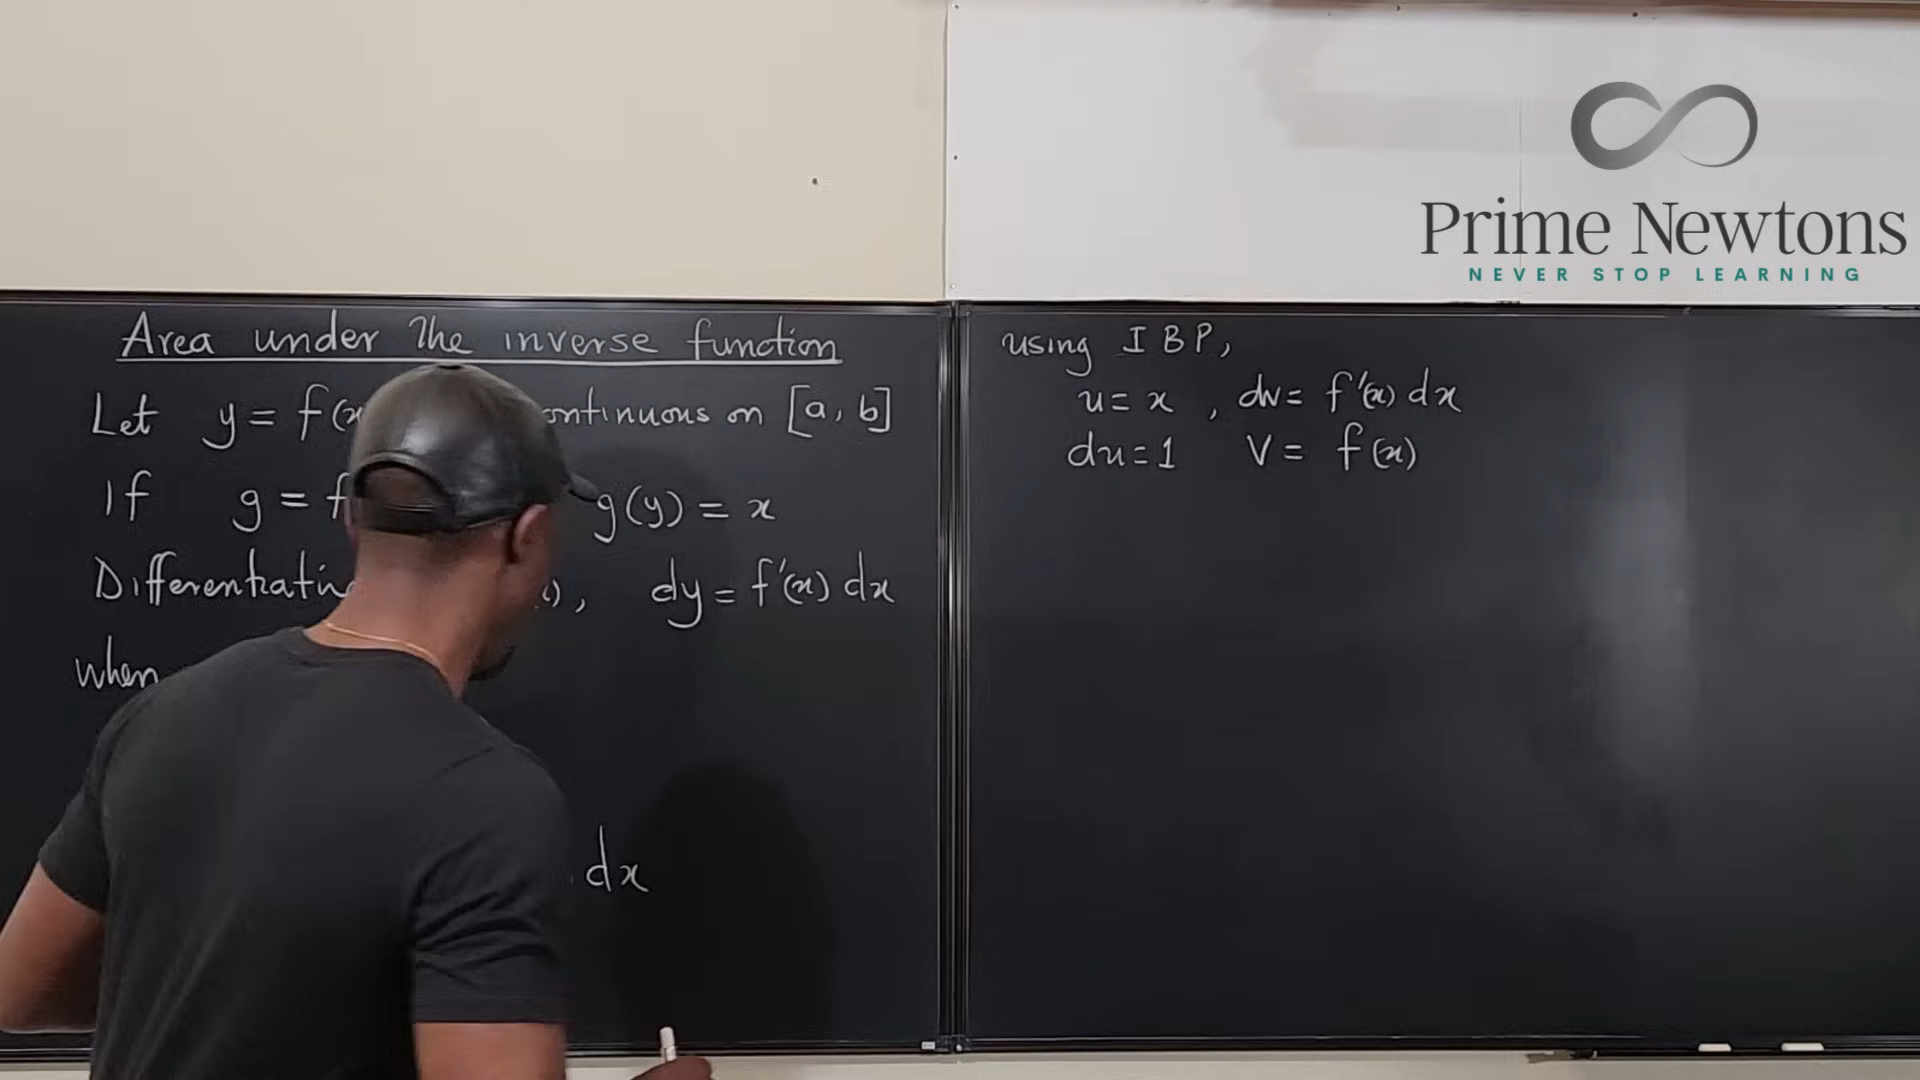 Prime Newtons
NEVER STOP LEARNING
Area under the inverse function
Let y = f(x continuous on [a, b]
If g = f g(y) = x
Differentiatin x), dy = f'(x) dx
when
dx
using IBP,
u = x , dv = f'(x) dx
du = 1 V = f(x)